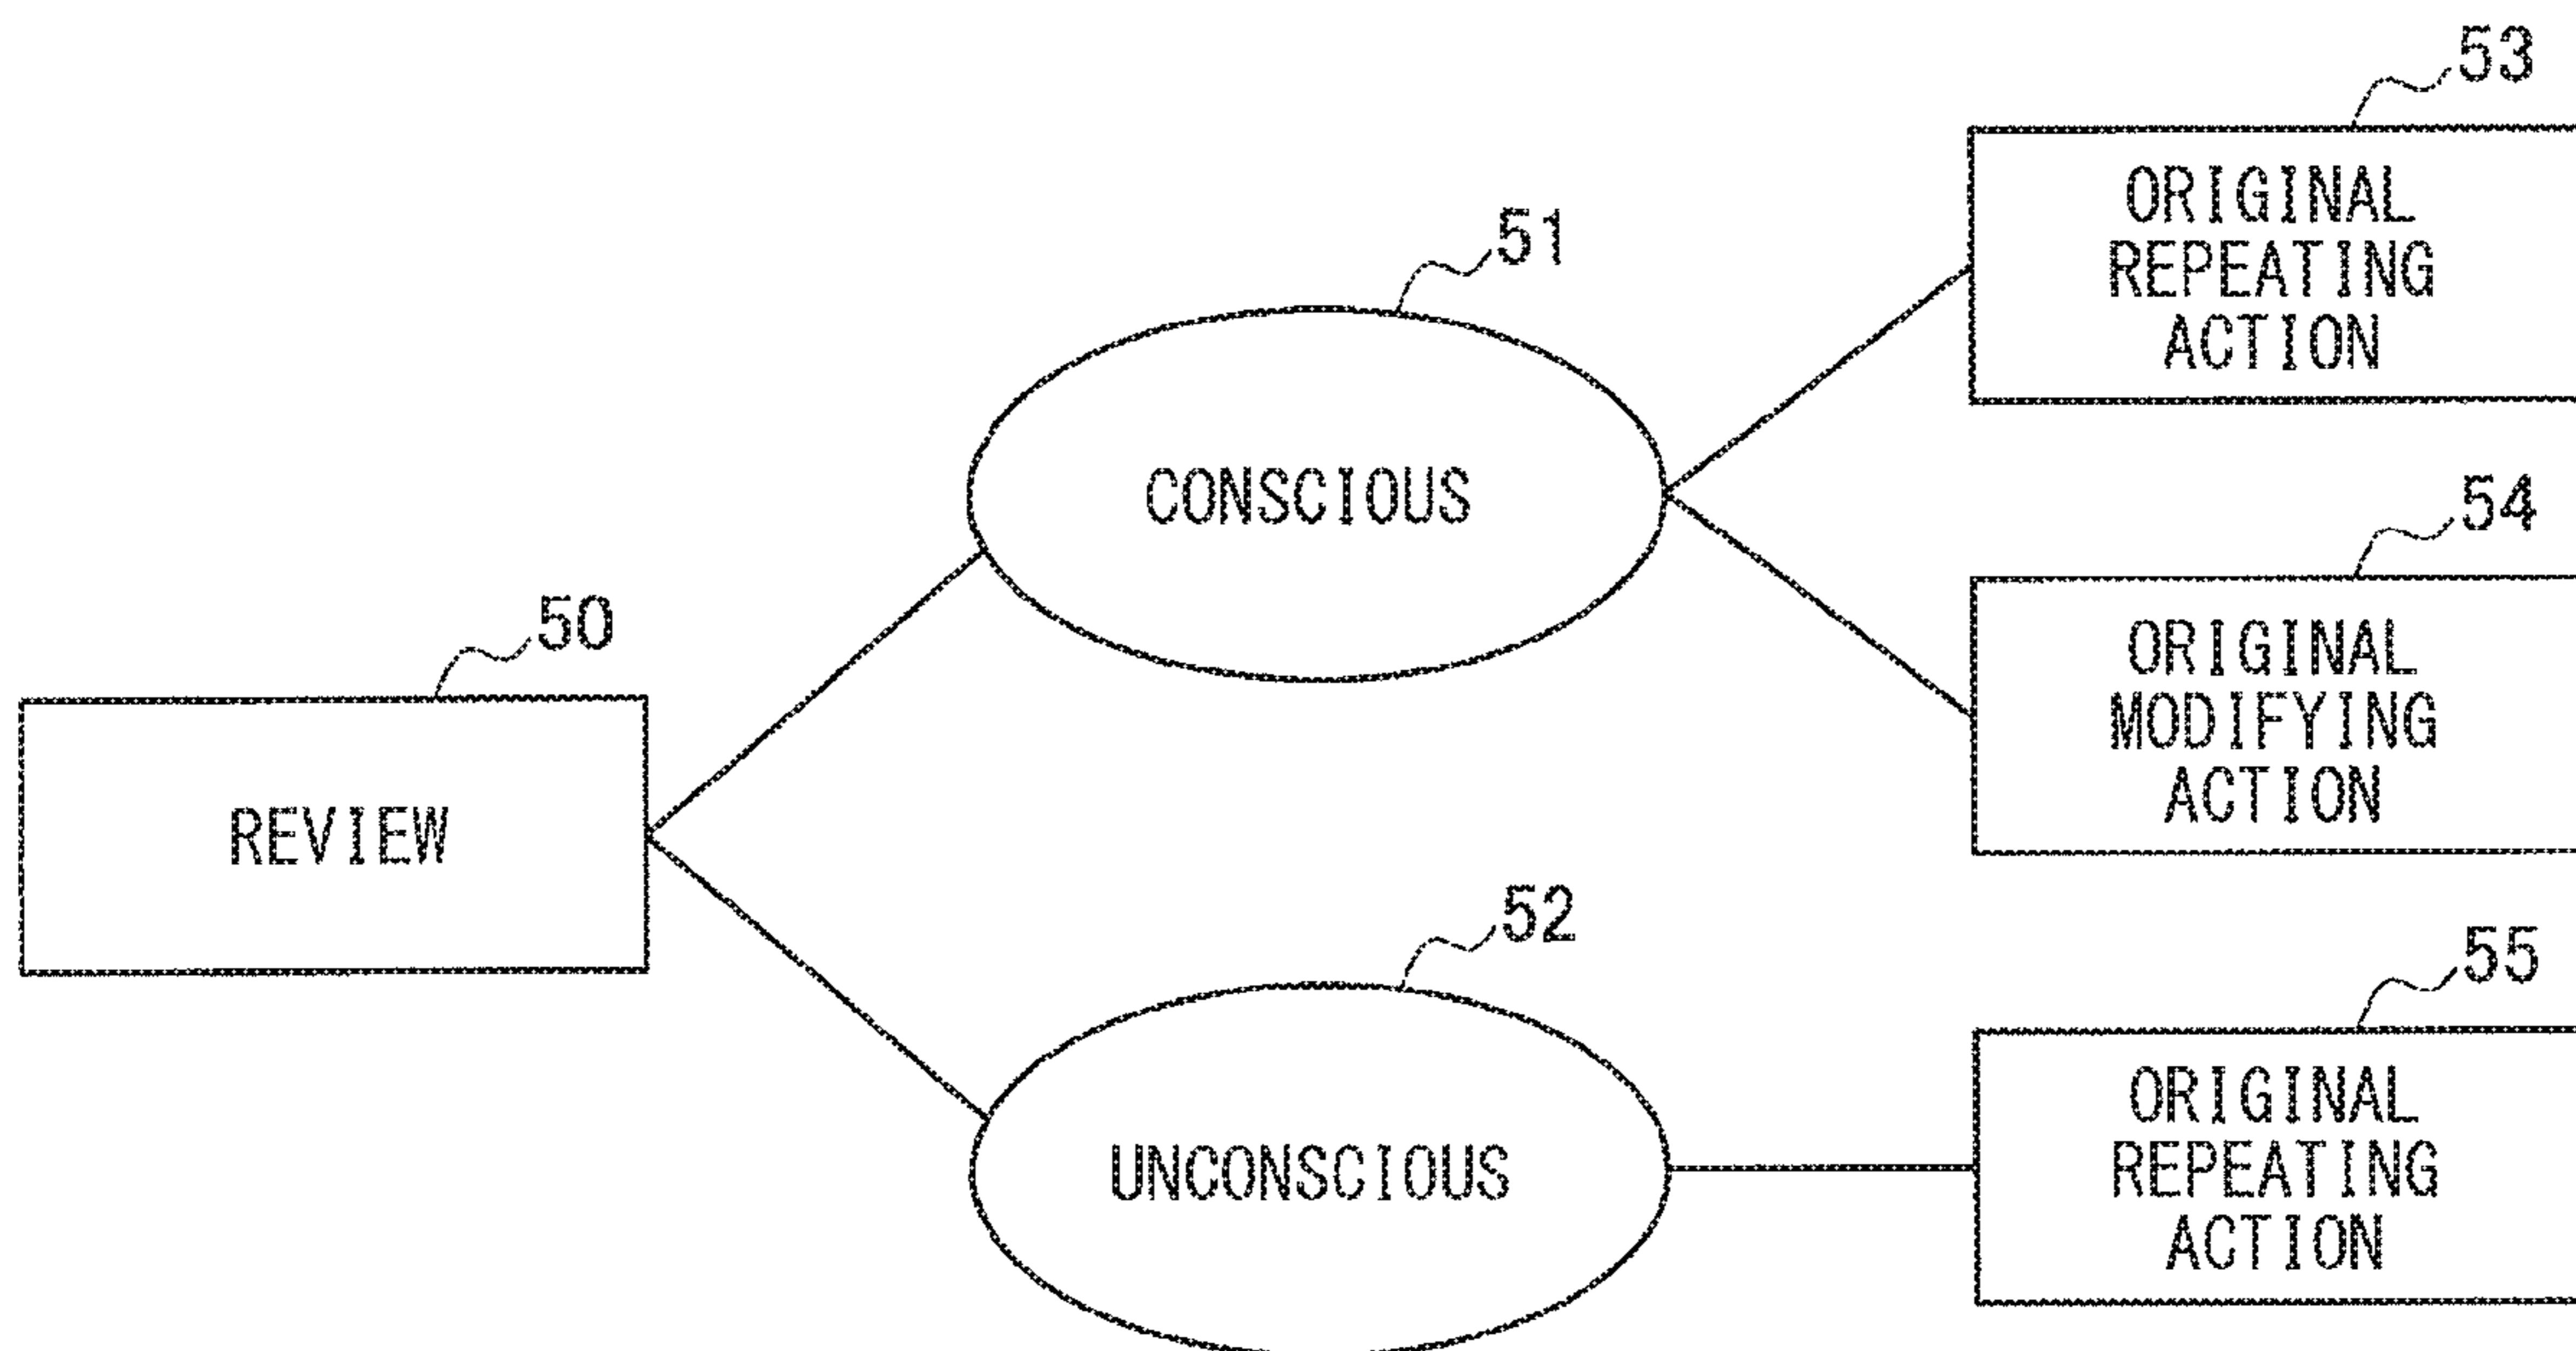 53
ORIGINAL
REPEATING
ACTION
51
CONSCIOUS
54
ORIGINAL
MODIFYING
ACTION
50
REVIEW
52
UNCONSCIOUS
55
ORIGINAL
REPEATING
ACTION